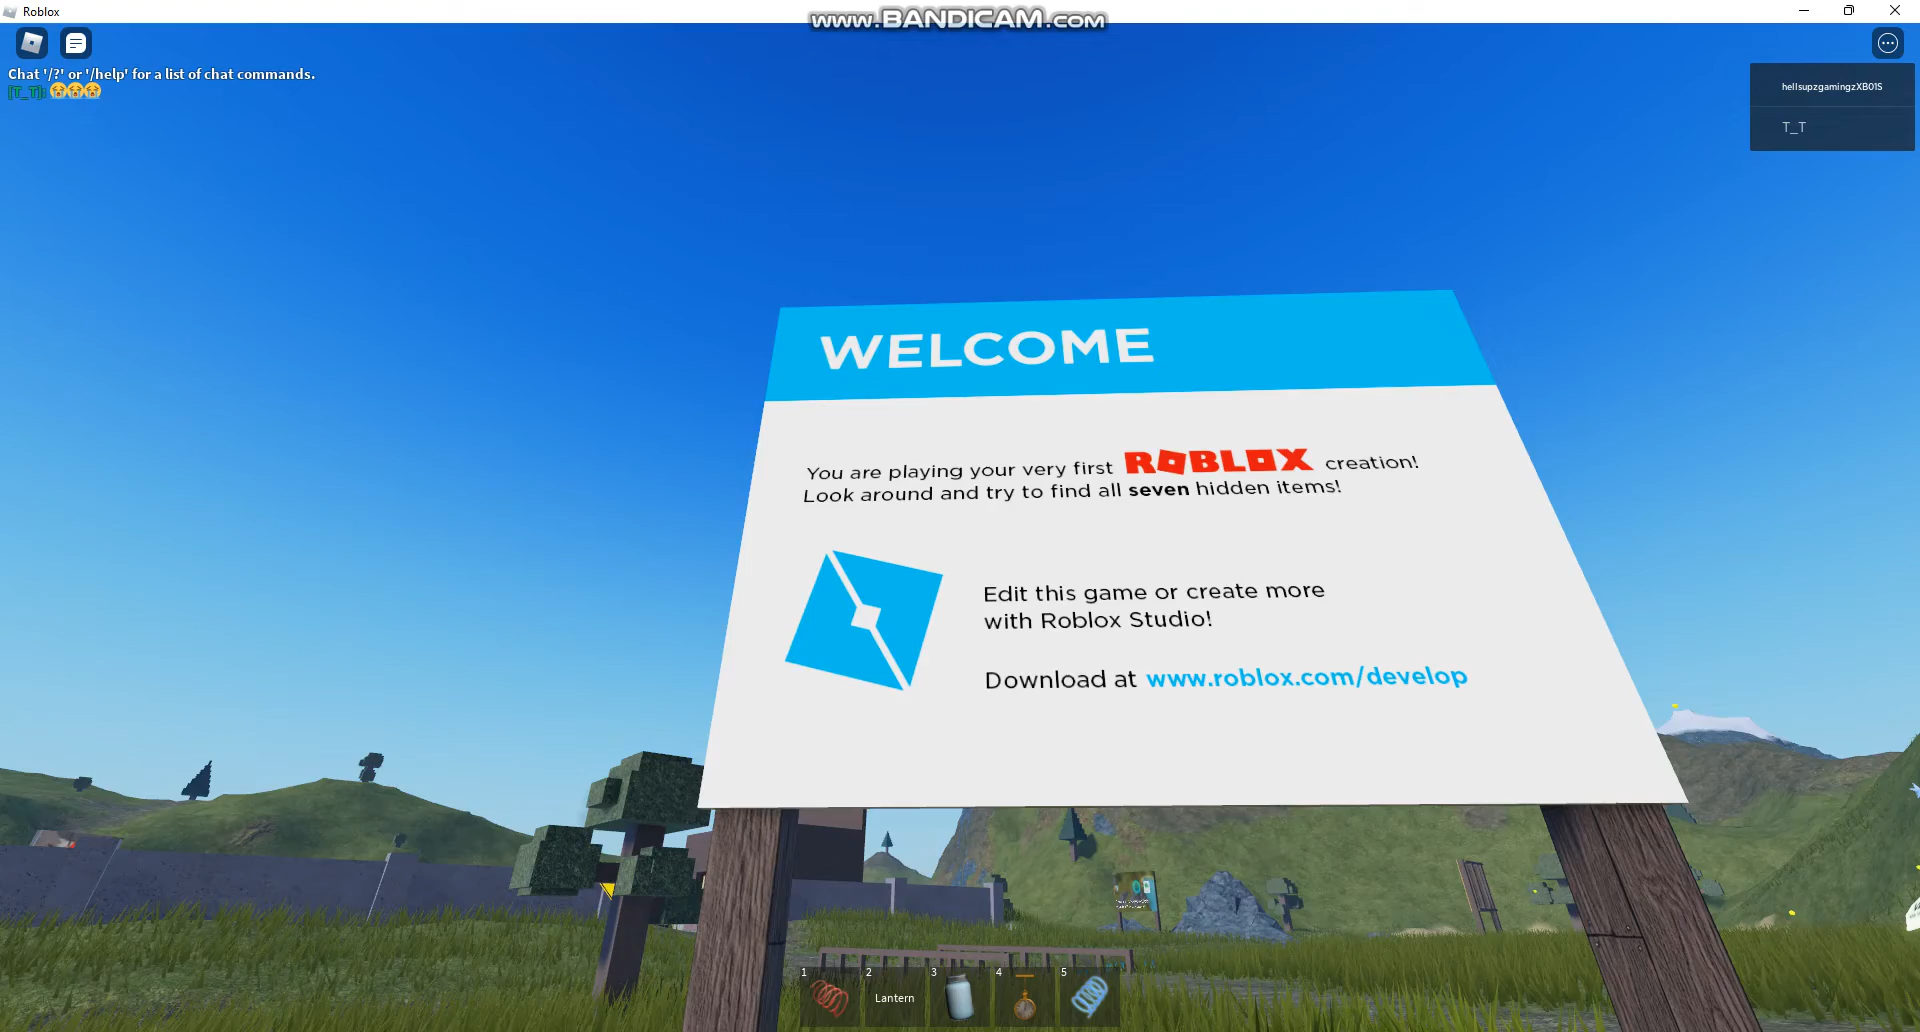 Roblox
www.BANDICAM.com
Chat '/?' or '/help' for a list of chat commands.
[T_T]: 😭😭😭
hellsupzgamingzXB01S
T_T
WELCOME
You are playing your very first ROBLOX creation!
Look around and try to find all seven hidden items!
Edit this game or create more
with Roblox Studio!
Download at www.roblox.com/develop
1 2 3 4 5
Lantern